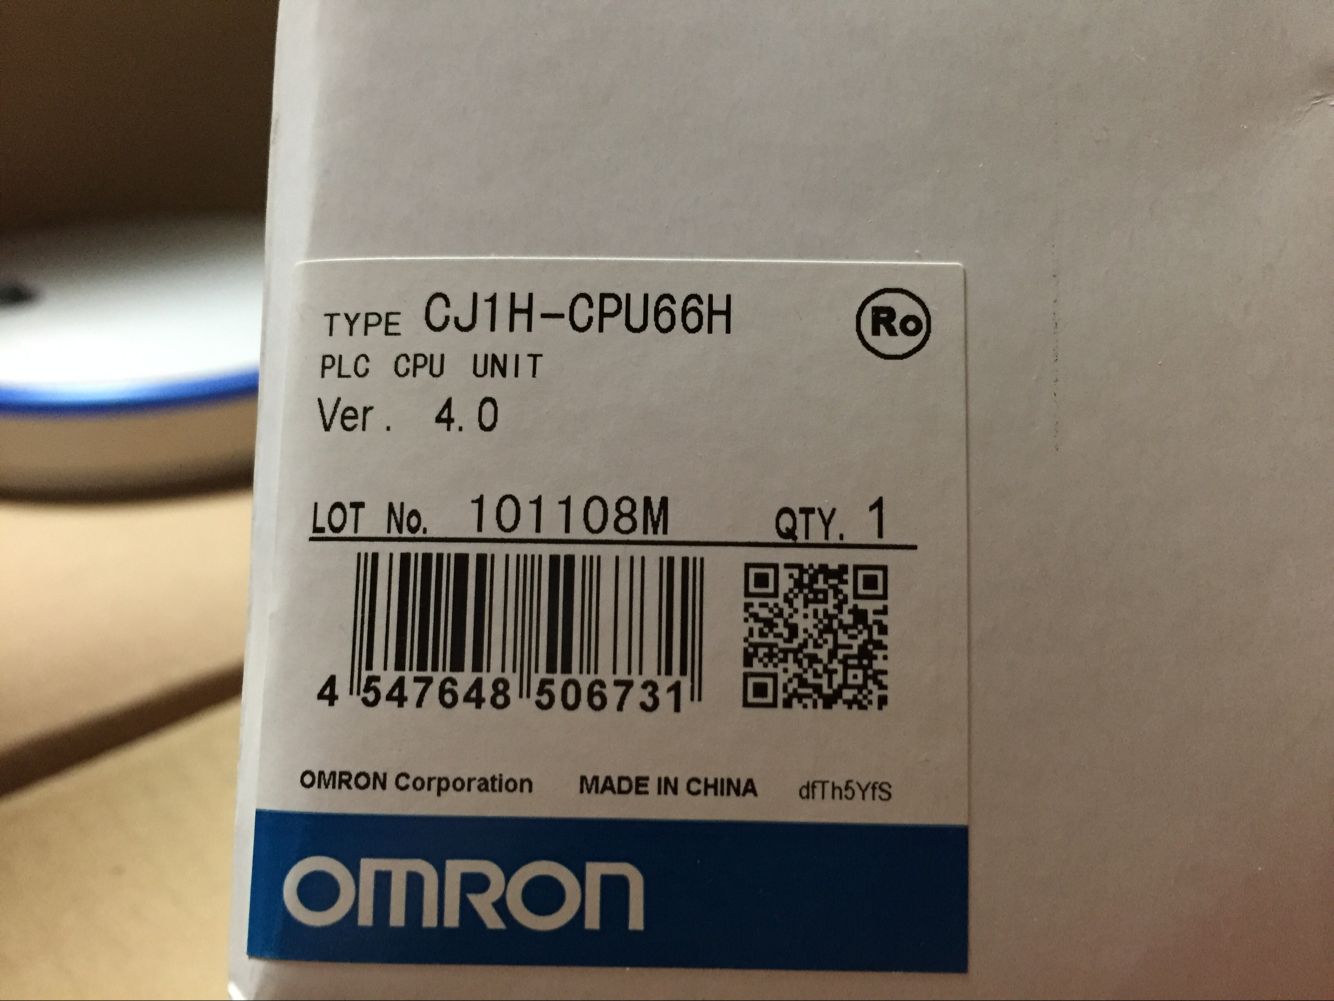 TYPE CJ1H-CPU66H Ro
PLC CPU UNIT
Ver. 4.0
LOT No. 101108M QTY. 1
4 547648 506731
OMRON Corporation MADE IN CHINA dfTh5YfS
OMRON